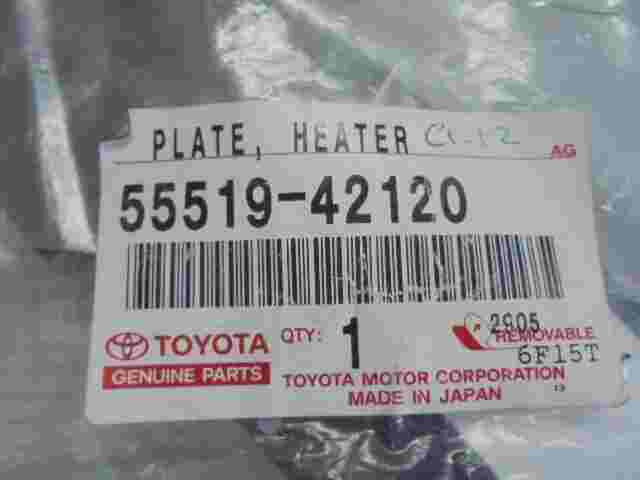 PLATE, HEATER
AG
55519-42120
TOYOTA
GENUINE PARTS
QTY: 1
2905
REMOVABLE
6F15T
TOYOTA MOTOR CORPORATION
MADE IN JAPAN
13